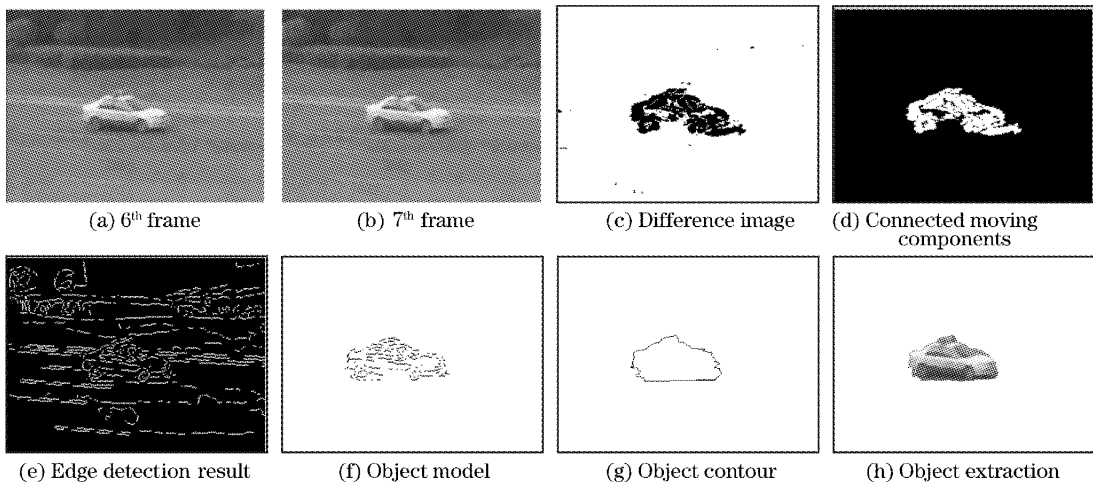 (a) 6th frame
(b) 7th frame
(c) Difference image
(d) Connected moving
components
(e) Edge detection result
(f) Object model
(g) Object contour
(h) Object extraction